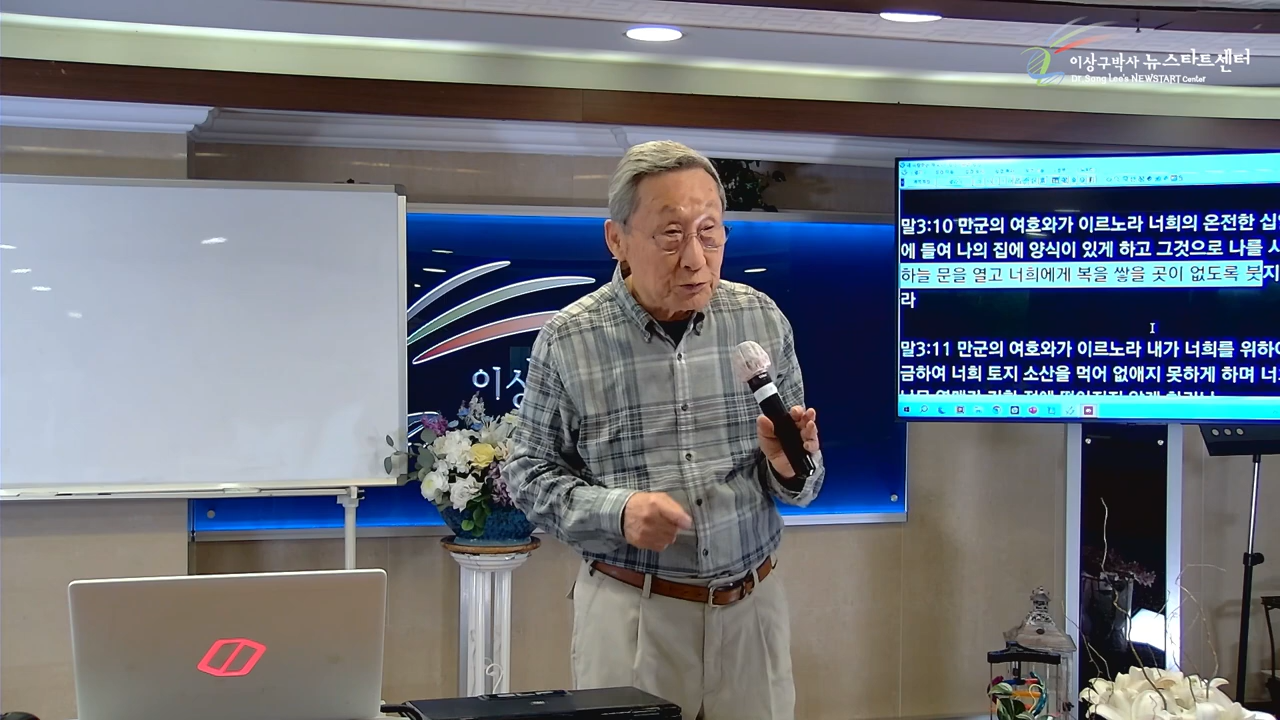 이상구박사 뉴스타트센터
Dr Sang Lee's NEWSTART Center
말3:10 만군의 여호와가 이르노라 너희의 온전한
에 들여 나의 집에 양식이 있게 하고 그것으로 나를
하늘 문을 열고 너희에게 복을 쌓을 곳이 없도록 붓지
라
말3:11 만군의 여호와가 이르노라 내가 너희를 위하여
금하여 너희 토지 소산을 먹어 없애지 못하게 하며
이상